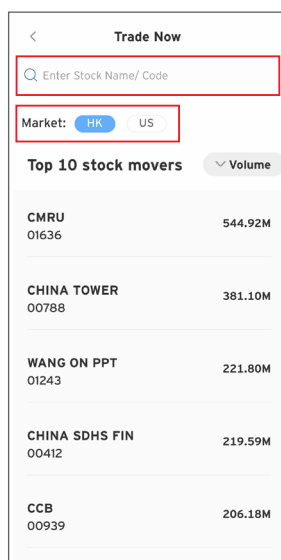 Trade Now
Enter Stock Name/ Code
Market: HK US
Top 10 stock movers Volume
CMRU 544.92M
01636
CHINA TOWER 381.10M
00788
WANG ON PPT 221.80M
01243
CHINA SDHS FIN 219.59M
00412
CCB 206.18M
00939